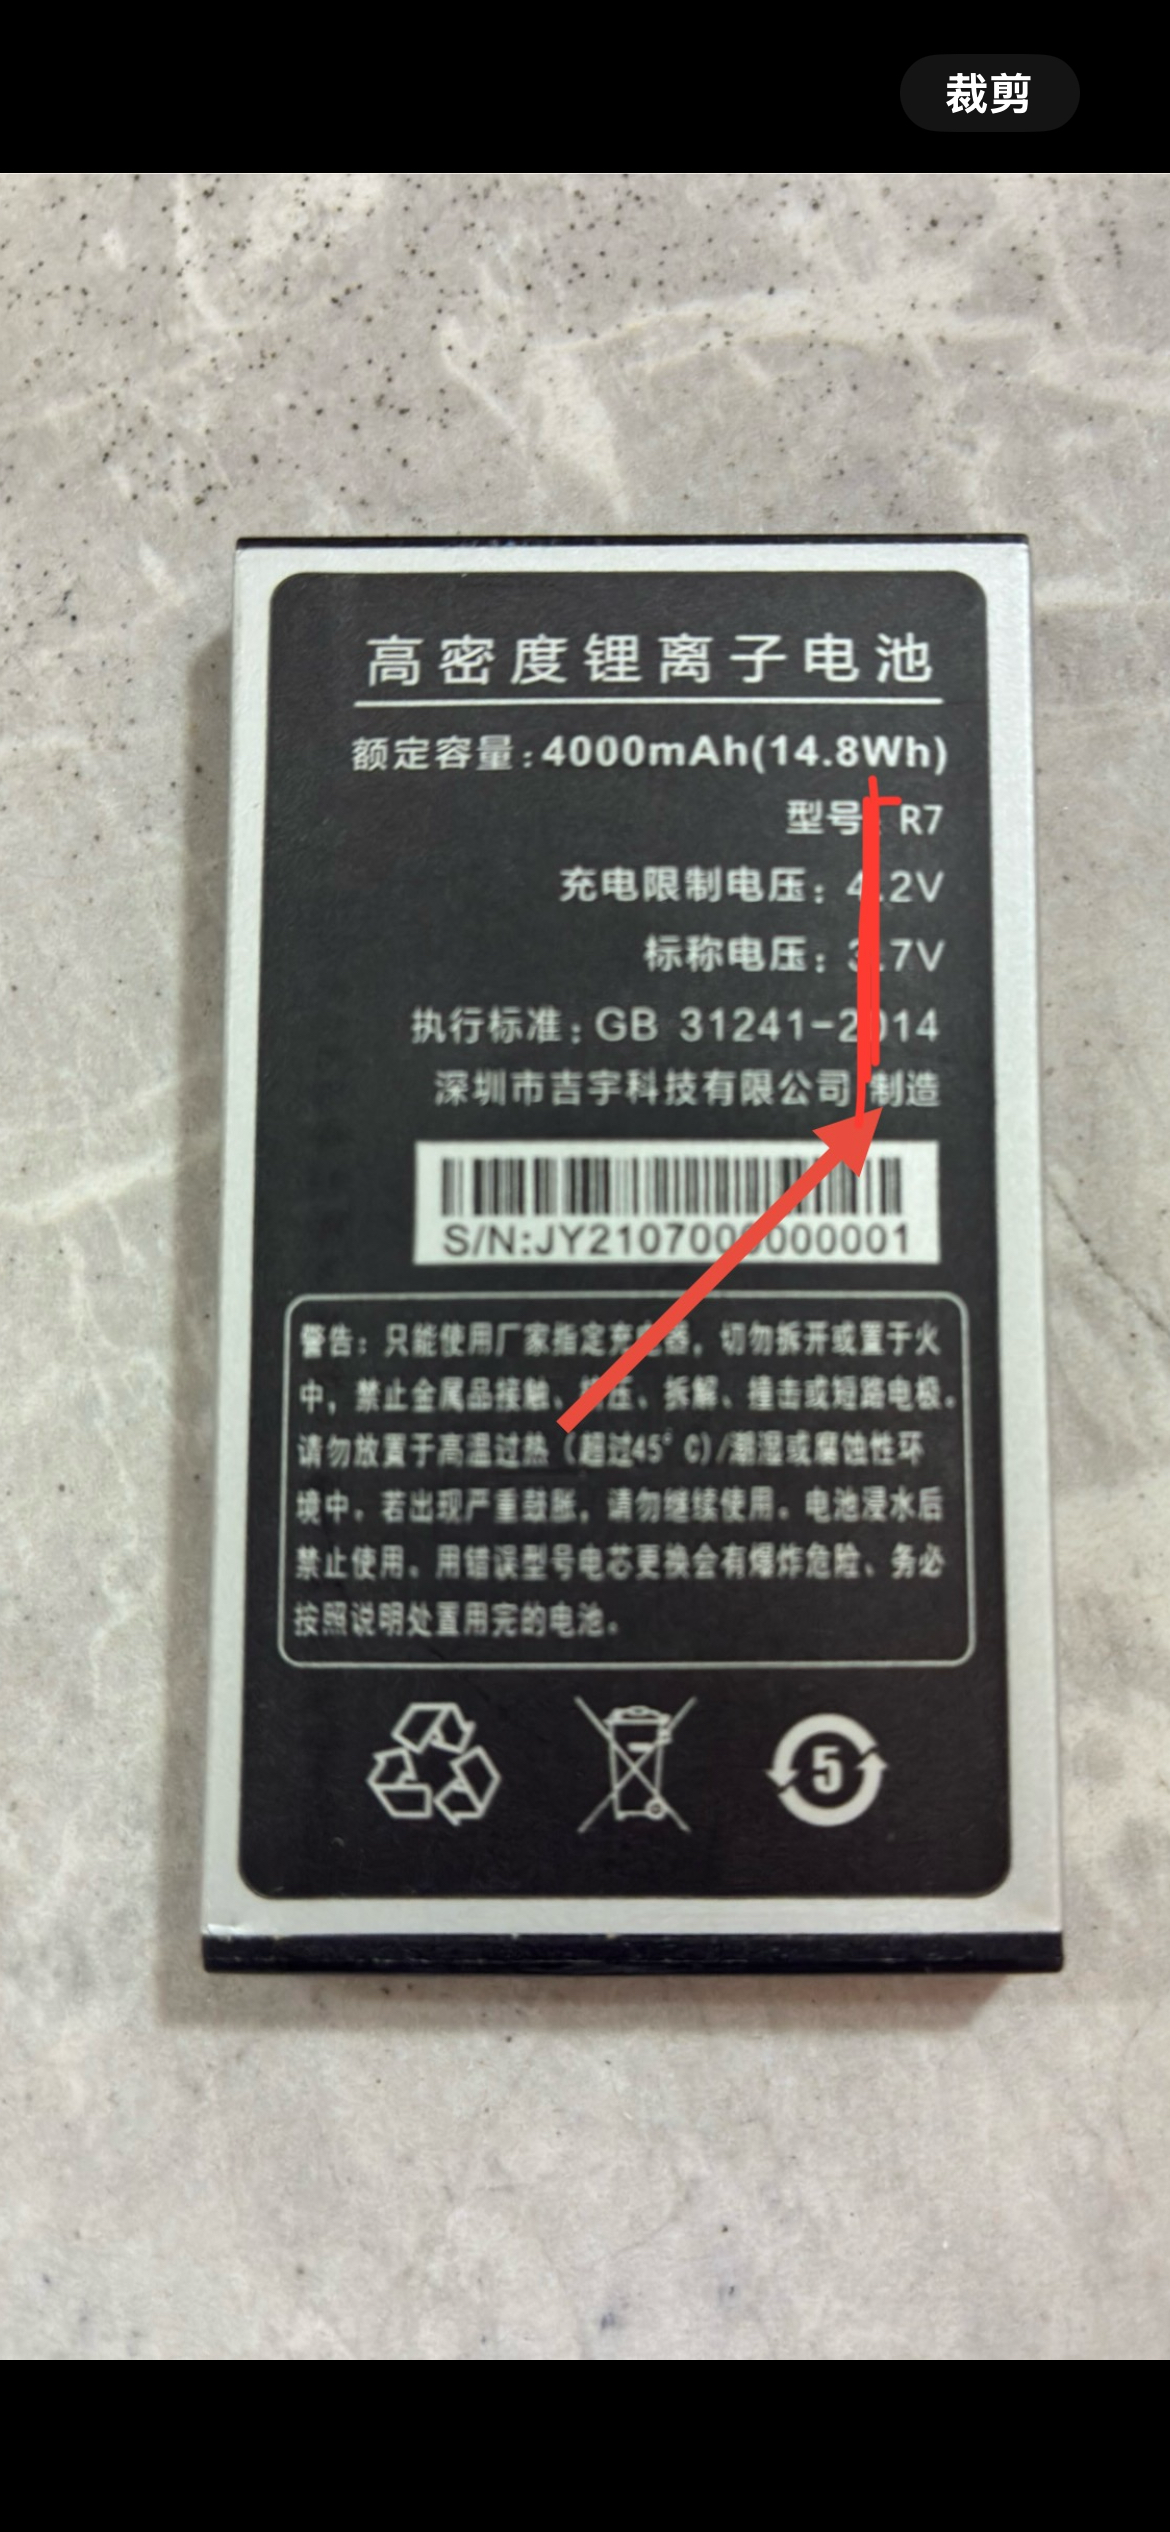 裁剪
高密度锂离子电池
额定容量:4000mAh(14.8Wh)
型号: R7
充电限制电压: 4.2V
标称电压: 3.7V
执行标准: GB 31241-2014
深圳市吉宇科技有限公司 制造
S/N:JY2107000000001
警告: 只能使用厂家指定充电器, 切勿拆开或置于火
中, 禁止金属品接触、挤压、拆解、撞击或短路电极。
请勿放置于高温过热 (超过45°C)/潮湿或腐蚀性环
境中。若出现严重鼓胀, 请勿继续使用。电池浸水后
禁止使用。用错误型号电芯更换会有爆炸危险、务必
按照说明处置用完的电池。
5